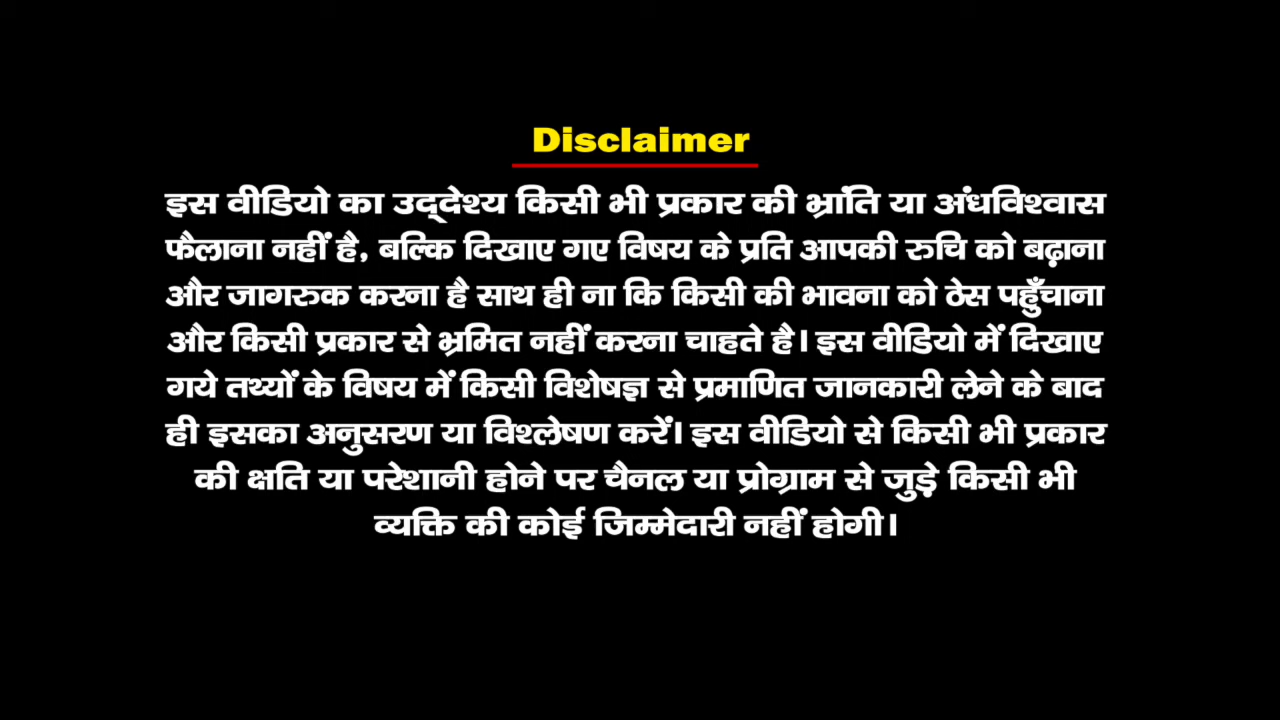 Disclaimer
इस वीडियो का उद्देश्य किसी भी प्रकार की भ्रांति या अंधविश्वास
फैलाना नहीं है, बल्कि दिखाए गए विषय के प्रति आपकी रुचि को बढ़ाना
और जागरुक करना है साथ ही ना कि किसी की भावना को ठेस पहुँचाना
और किसी प्रकार से भ्रमित नहीं करना चाहते है। इस वीडियो में दिखाए
गये तथ्यों के विषय में किसी विशेषज्ञ से प्रमाणित जानकारी लेने के बाद
ही इसका अनुसरण या विश्लेषण करें। इस वीडियो से किसी भी प्रकार
की क्षति या परेशानी होने पर चैनल या प्रोग्राम से जुड़े किसी भी
व्यक्ति की कोई जिम्मेदारी नहीं होगी।